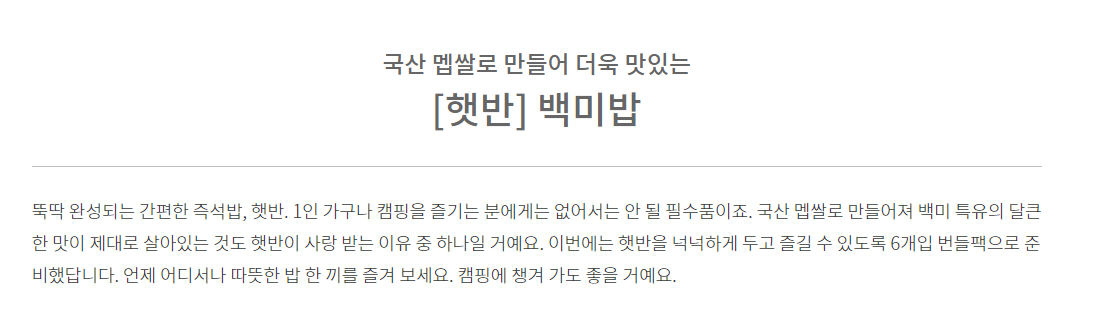 국산 멥쌀로 만들어 더욱 맛있는
[햇반] 백미밥
뚝딱 완성되는 간편한 즉석밥, 햇반. 1인 가구나 캠핑을 즐기는 분에게는 없어서는 안 될 필수품이죠. 국산 멥쌀로 만들어져 백미 특유의 달큰
한 맛이 제대로 살아있는 것도 햇반이 사랑 받는 이유 중 하나일 거예요. 이번에는 햇반을 넉넉하게 두고 즐길 수 있도록 6개입 번들팩으로 준
비했답니다. 언제 어디서나 따뜻한 밥 한 끼를 즐겨 보세요. 캠핑에 챙겨 가도 좋을 거예요.